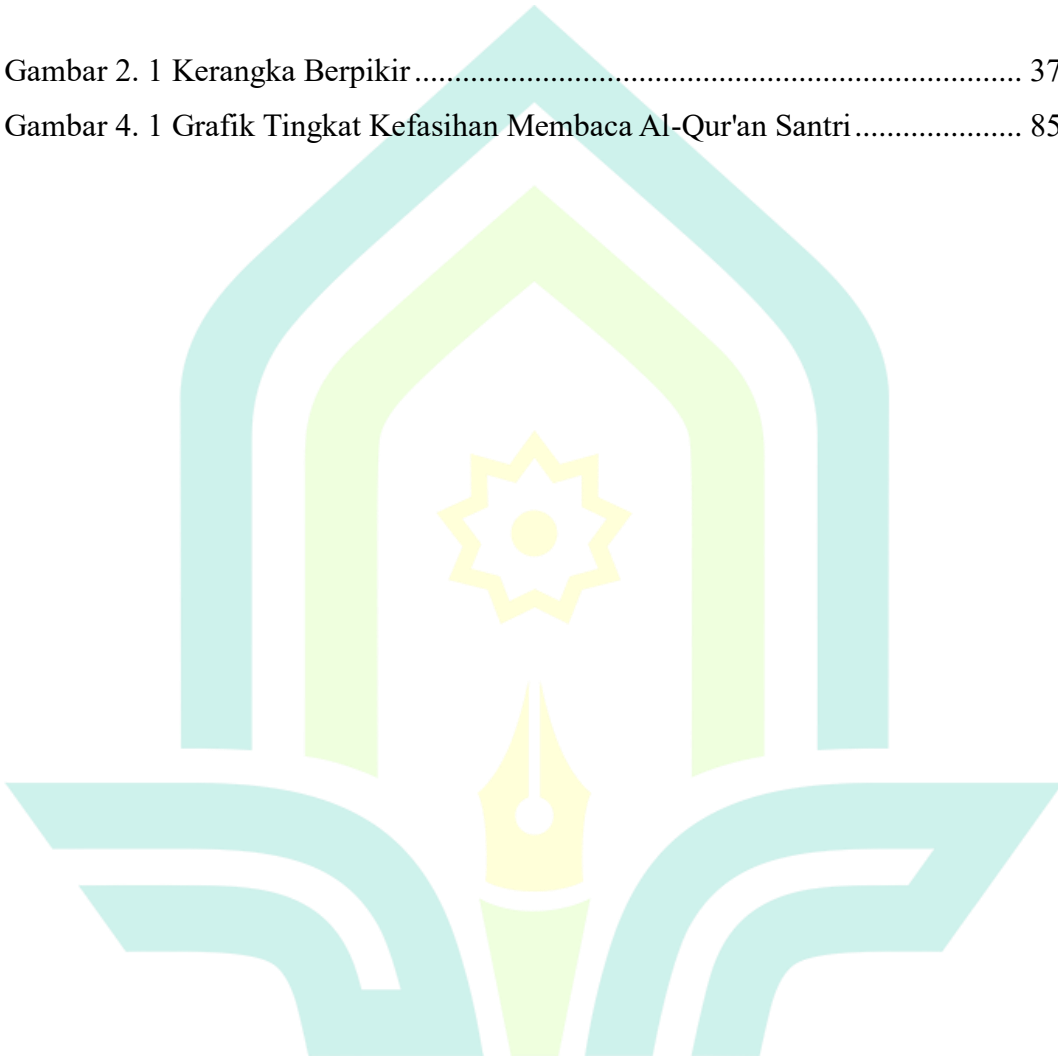 Gambar 2. 1 Kerangka Berpikir........................................................................... 37
Gambar 4. 1 Grafik Tingkat Kefasihan Membaca Al-Qur'an Santri.................... 85